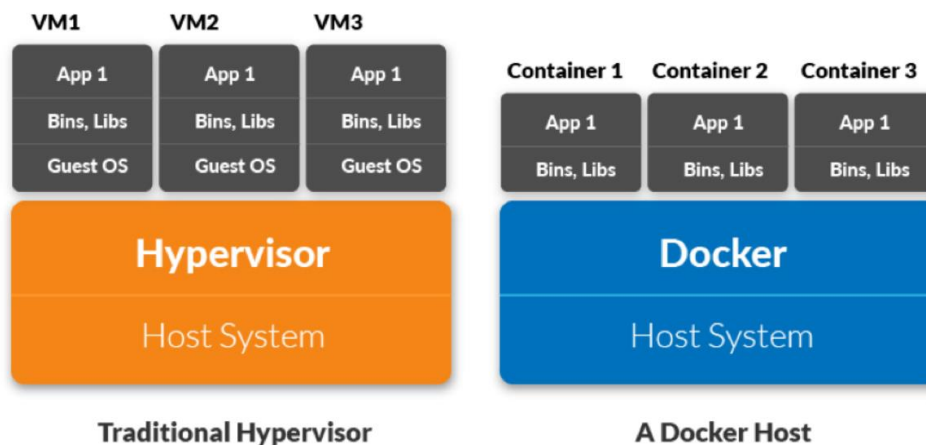 VM1 VM2 VM3
App 1 App 1 App 1
Bins, Libs Bins, Libs Bins, Libs
Guest OS Guest OS Guest OS
Hypervisor
Host System
Traditional Hypervisor
Container 1 Container 2 Container 3
App 1 App 1 App 1
Bins, Libs Bins, Libs Bins, Libs
Docker
Host System
A Docker Host